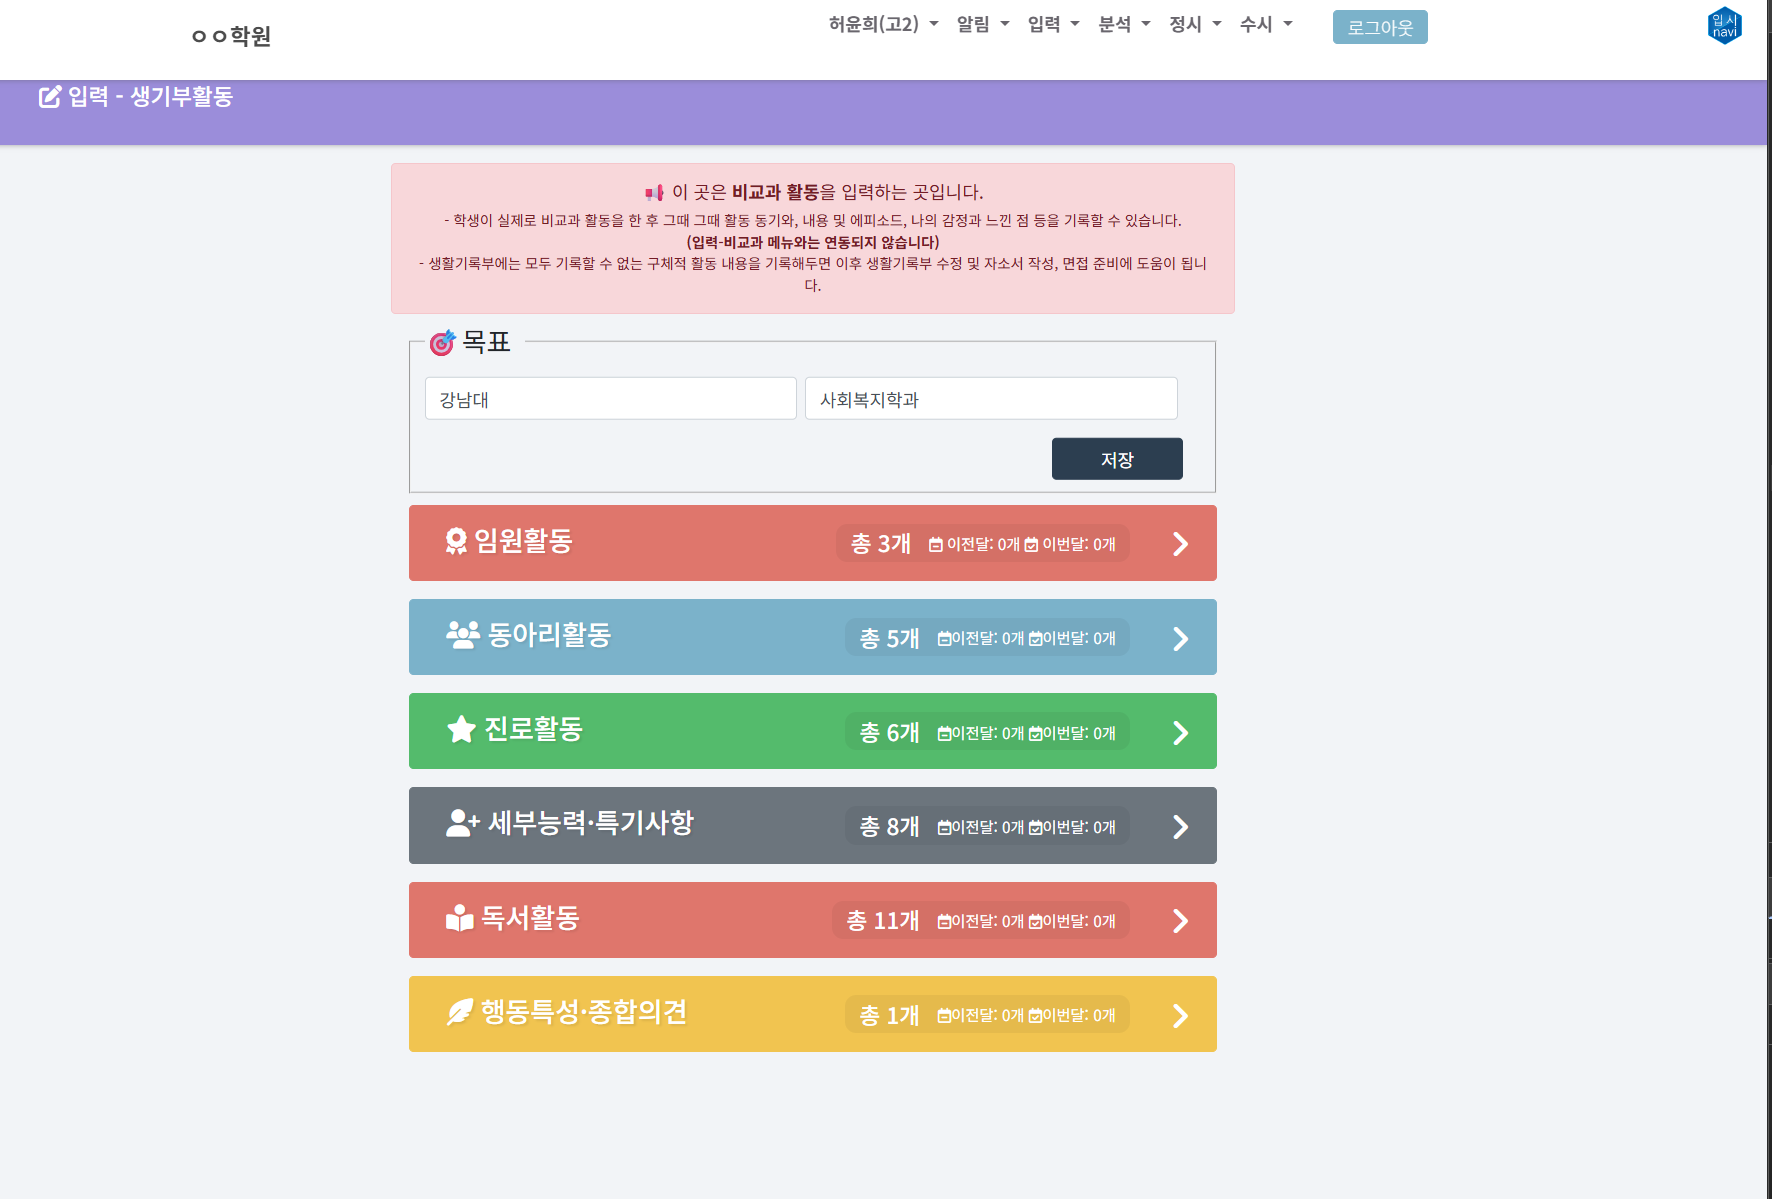 ㅇㅇ학원
허윤희(고2) 알림 입력 분석 정시 수시 로그아웃
입시
navi
입력 - 생기부활동
이 곳은 비교과 활동을 입력하는 곳입니다.
- 학생이 실제로 비교과 활동을 한 후 그때 그때 활동 동기와, 내용 및 에피소드, 나의 감정과 느낀 점 등을 기록할 수 있습니다.
(입력-비교과 메뉴와는 연동되지 않습니다)
- 생활기록부에는 모두 기록할 수 없는 구체적 활동 내용을 기록해두면 이후 생활기록부 수정 및 자소서 작성, 면접 준비에 도움이 됩니
다.
목표
강남대 사회복지학과
저장
임원활동 총 3개 이전달: 0개 이번달: 0개
동아리활동 총 5개 이전달: 0개 이번달: 0개
진로활동 총 6개 이전달: 0개 이번달: 0개
세부능력·특기사항 총 8개 이전달: 0개 이번달: 0개
독서활동 총 11개 이전달: 0개 이번달: 0개
행동특성·종합의견 총 1개 이전달: 0개 이번달: 0개